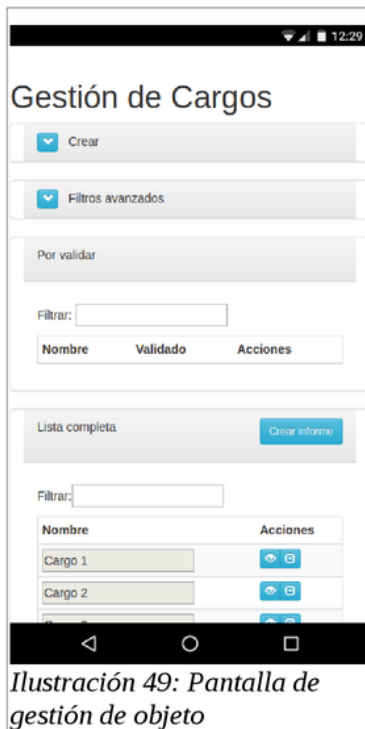 12:29
Gestión de Cargos
Crear
Filtros avanzados
Por validar
Filtrar:
Nombre Validado Acciones
Lista completa Crear informe
Filtrar:
Nombre Acciones
Cargo 1
Cargo 2
Ilustración 49: Pantalla de
gestión de objeto